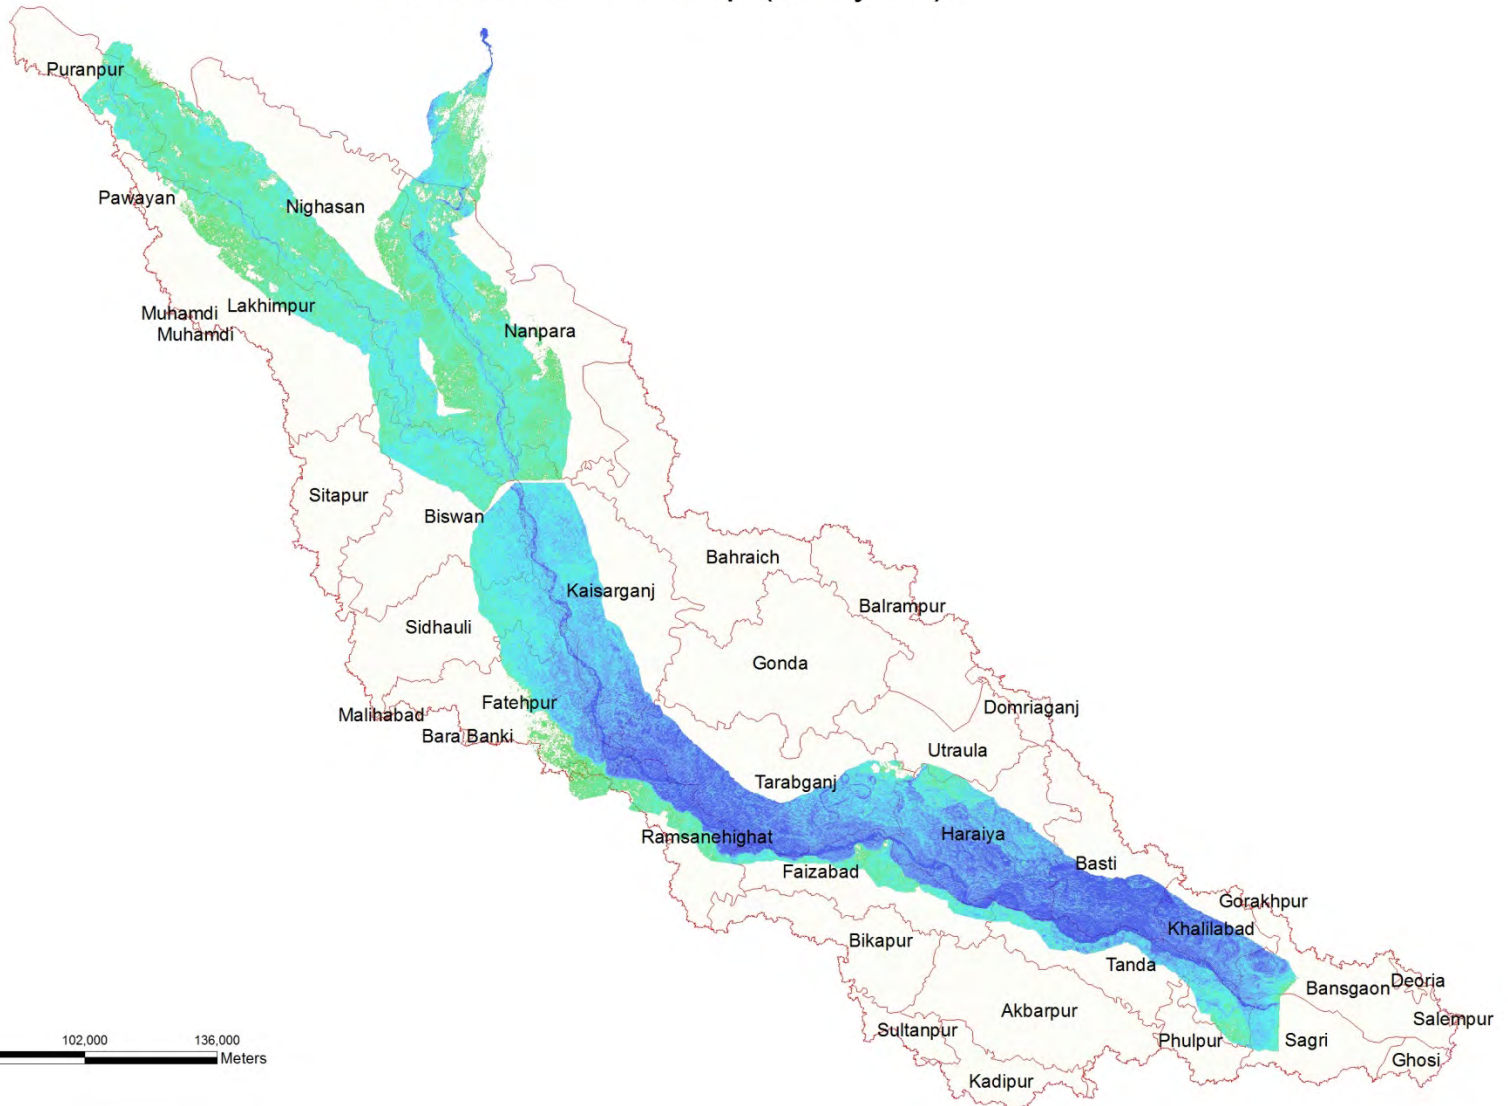 Puranpur
Pawayan
Nighasan
Muhamdi
Lakhimpur
Muhamdi
Nanpara
Sitapur
Biswan
Bahraich
Kaisarganj
Balrampur
Sidhauli
Gonda
Fatehpur
Domriaganj
Malihabad
Bara Banki
Utraula
Tarabganj
Ramsanehighat
Haraiya
Basti
Faizabad
Gorakhpur
Khalilabad
Bikapur
Tanda
Deoria
Bansgaon
Akbarpur
Salempur
Sultanpur
Phulpur
Sagri
102,000 136,000
Meters
Ghosi
Kadipur